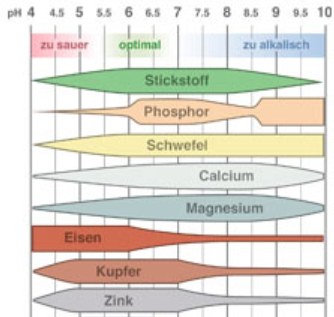 pH 4 4.5 5 5.5 6 6.5 7 7.5 8 8.5 9 9.5 10
zu sauer optimal zu alkalisch
Stickstoff
Phosphor
Schwefel
Calcium
Magnesium
Eisen
Kupfer
Zink